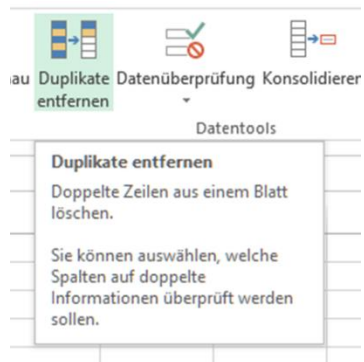 au Duplikate Datenüberprüfung Konsolidieren
entfernen
Datentools
Duplikate entfernen
Doppelte Zeilen aus einem Blatt
löschen.
Sie können auswählen, welche
Spalten auf doppelte
Informationen überprüft werden
sollen.